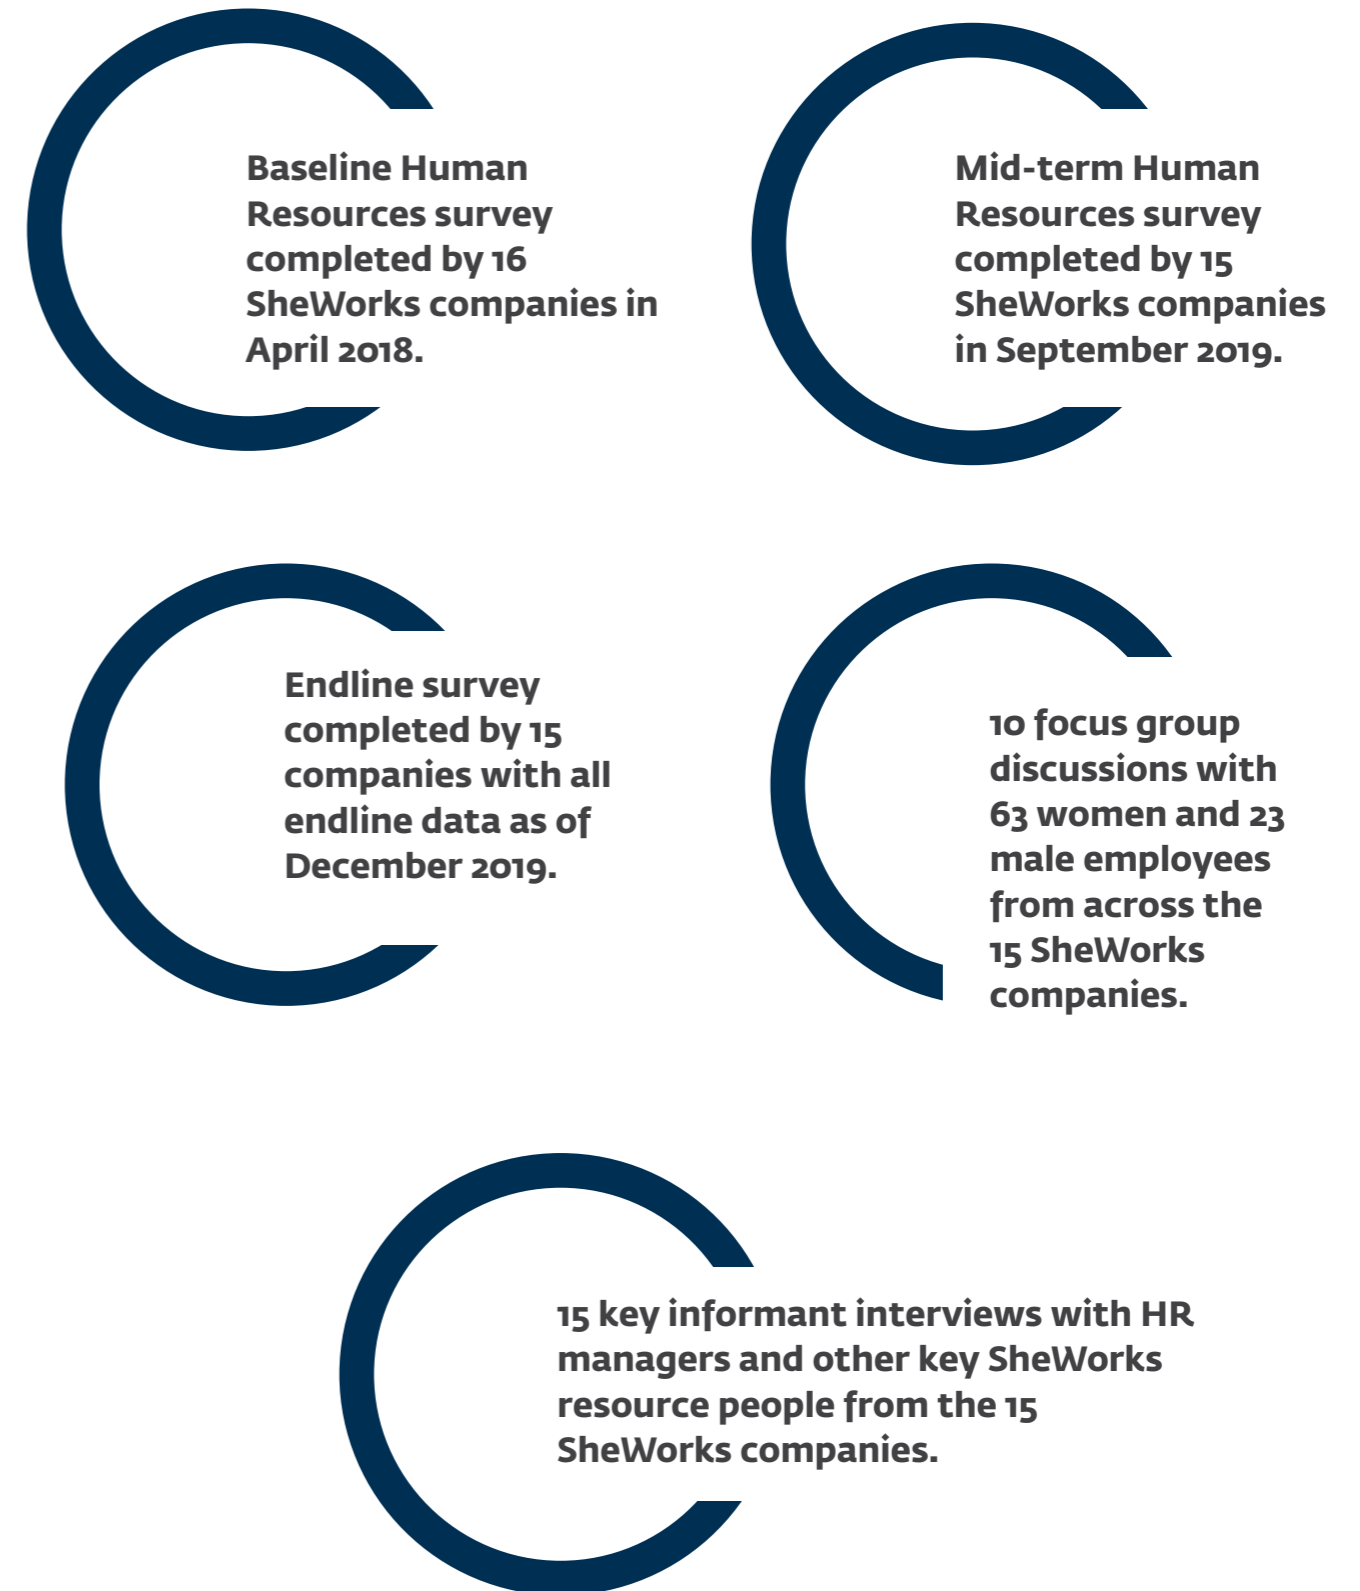 Baseline Human
Resources survey
completed by 16
SheWorks companies in
April 2018.
Mid-term Human
Resources survey
completed by 15
SheWorks companies
in September 2019.
Endline survey
completed by 15
companies with all
endline data as of
December 2019.
10 focus group
discussions with
63 women and 23
male employees
from across the
15 SheWorks
companies.
15 key informant interviews with HR
managers and other key SheWorks
resource people from the 15
SheWorks companies.